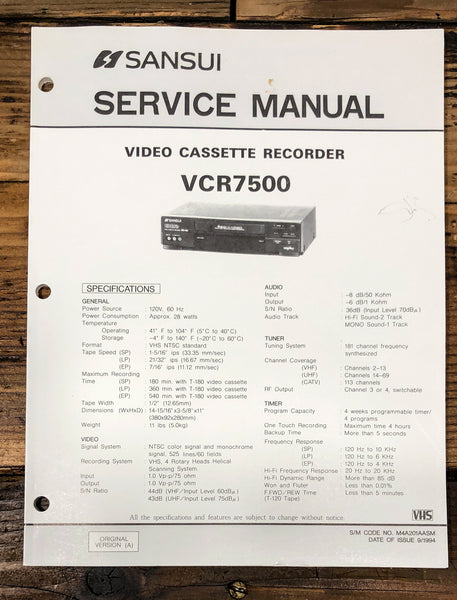 SANSUI
SERVICE MANUAL
VIDEO CASSETTE RECORDER
VCR7500
SANSUI
SPECIFICATIONS
GENERAL
Power Source : 120V, 60 Hz
Power Consumption : Approx. 28 watts
Temperature
Operating : 41° F to 104° F (5°C to 40°C)
Storage : -4° F to 140° F (-20°C to 60°C)
Format : VHS NTSC standard
Tape Speed (SP) : 1-5/16" ips (33.35 mm/sec)
(LP) : 21/32" ips (16.67 mm/sec)
(EP) : 7/16" ips (11.12 mm/sec)
Maximum Recording
Time (SP) : 180 min. with T-180 video cassette
(LP) : 360 min. with T-180 video cassette
(EP) : 540 min. with T-180 video cassette
Tape Width : 1/2" (12.65mm)
Dimensions (WxHxD) : 14-15/16"x3-5/8"x11"
(380x92x280mm)
Weight : 11 lbs (5.0kg)
VIDEO
Signal System : NTSC color signal and monochrome
signal, 525 lines/60 fields
Recording System : VHS, 4 Rotary Heads Helical
Scanning System
Input : 1.0 Vp-p/75 ohm
Output : 1.0 Vp-p/75 ohm
S/N Ratio : 44dB (VHF/Input Level 60dBμ)
43dB (UHF/Input Level 70dBμ)
AUDIO
Input : -8 dB/50 Kohm
Output : -6 dB/1 Kohm
S/N Ratio : 36dB (Input Level 70dBμ)
Audio Track : Hi-Fi Sound-2 Track
MONO Sound-1 Track
TUNER
Tuning System : 181 channel frequency
synthesized
Channel Coverage
(VHF) : Channels 2-13
(UHF) : Channels 14-69
(CATV) : 113 channels
RF Output : Channel 3 or 4, switchable
TIMER
Program Capacity : 4 weeks programmable timer/
4 programs
One Touch Recording : Maximum time 4 hours
Backup Time : More than 5 seconds
Frequency Response
(SP) : 120 Hz to 10 KHz
(LP) : 120 Hz to 6 KHz
(EP) : 120 Hz to 4 KHz
Hi-Fi Frequency Response : 20 Hz to 20 KHz
Hi-Fi Dynamic Range : More than 85 dB
Wow and Flutter : Less than 0.01%
F.FWD/REW Time : Less than 5 minutes
(T-120 Tape)
All the specifications and features are subject to change without notice.
VHS
ORIGINAL
VERSION (A)
S/M CODE NO. M4A201AASM
DATE OF ISSUE 9/1994